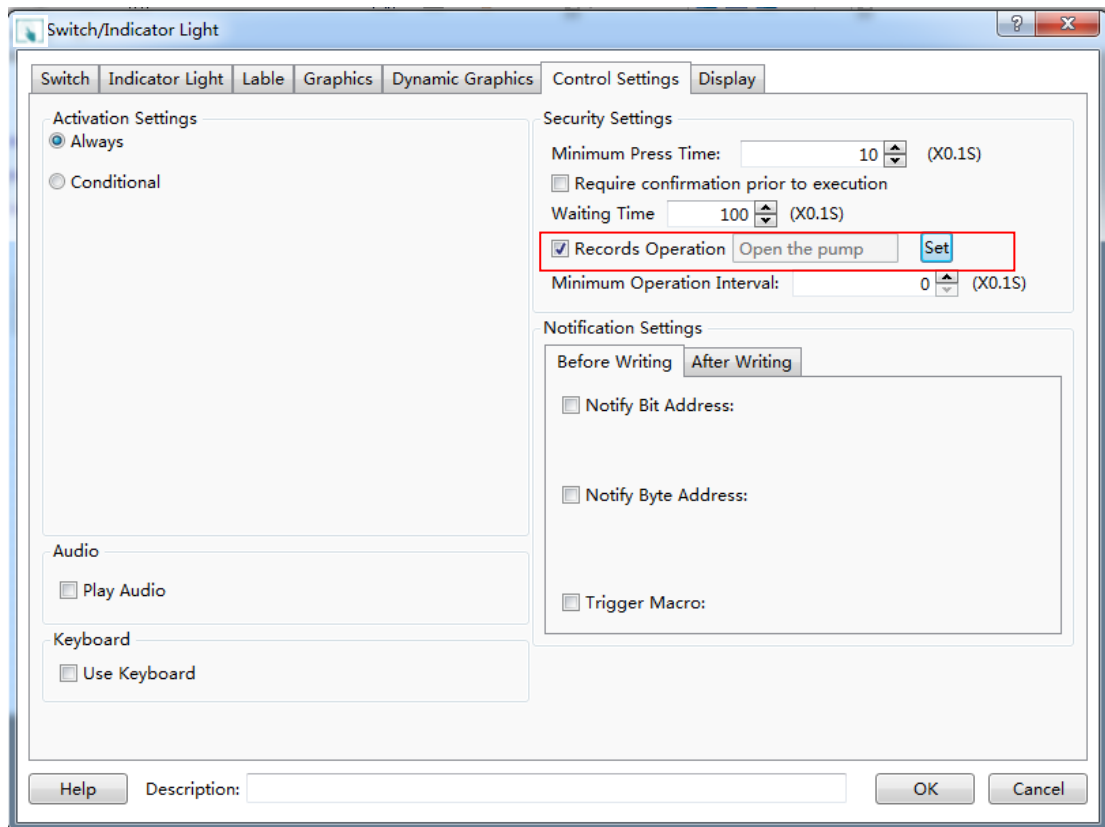 Switch/Indicator Light
Switch Indicator Light Lable Graphics Dynamic Graphics Control Settings Display
Activation Settings
Always
Conditional
Audio
Play Audio
Keyboard
Use Keyboard
Security Settings
Minimum Press Time: 10 (X0.1S)
Require confirmation prior to execution
Waiting Time 100 (X0.1S)
Records Operation Open the pump Set
Minimum Operation Interval: 0 (X0.1S)
Notification Settings
Before Writing After Writing
Notify Bit Address:
Notify Byte Address:
Trigger Macro:
Help Description: OK Cancel